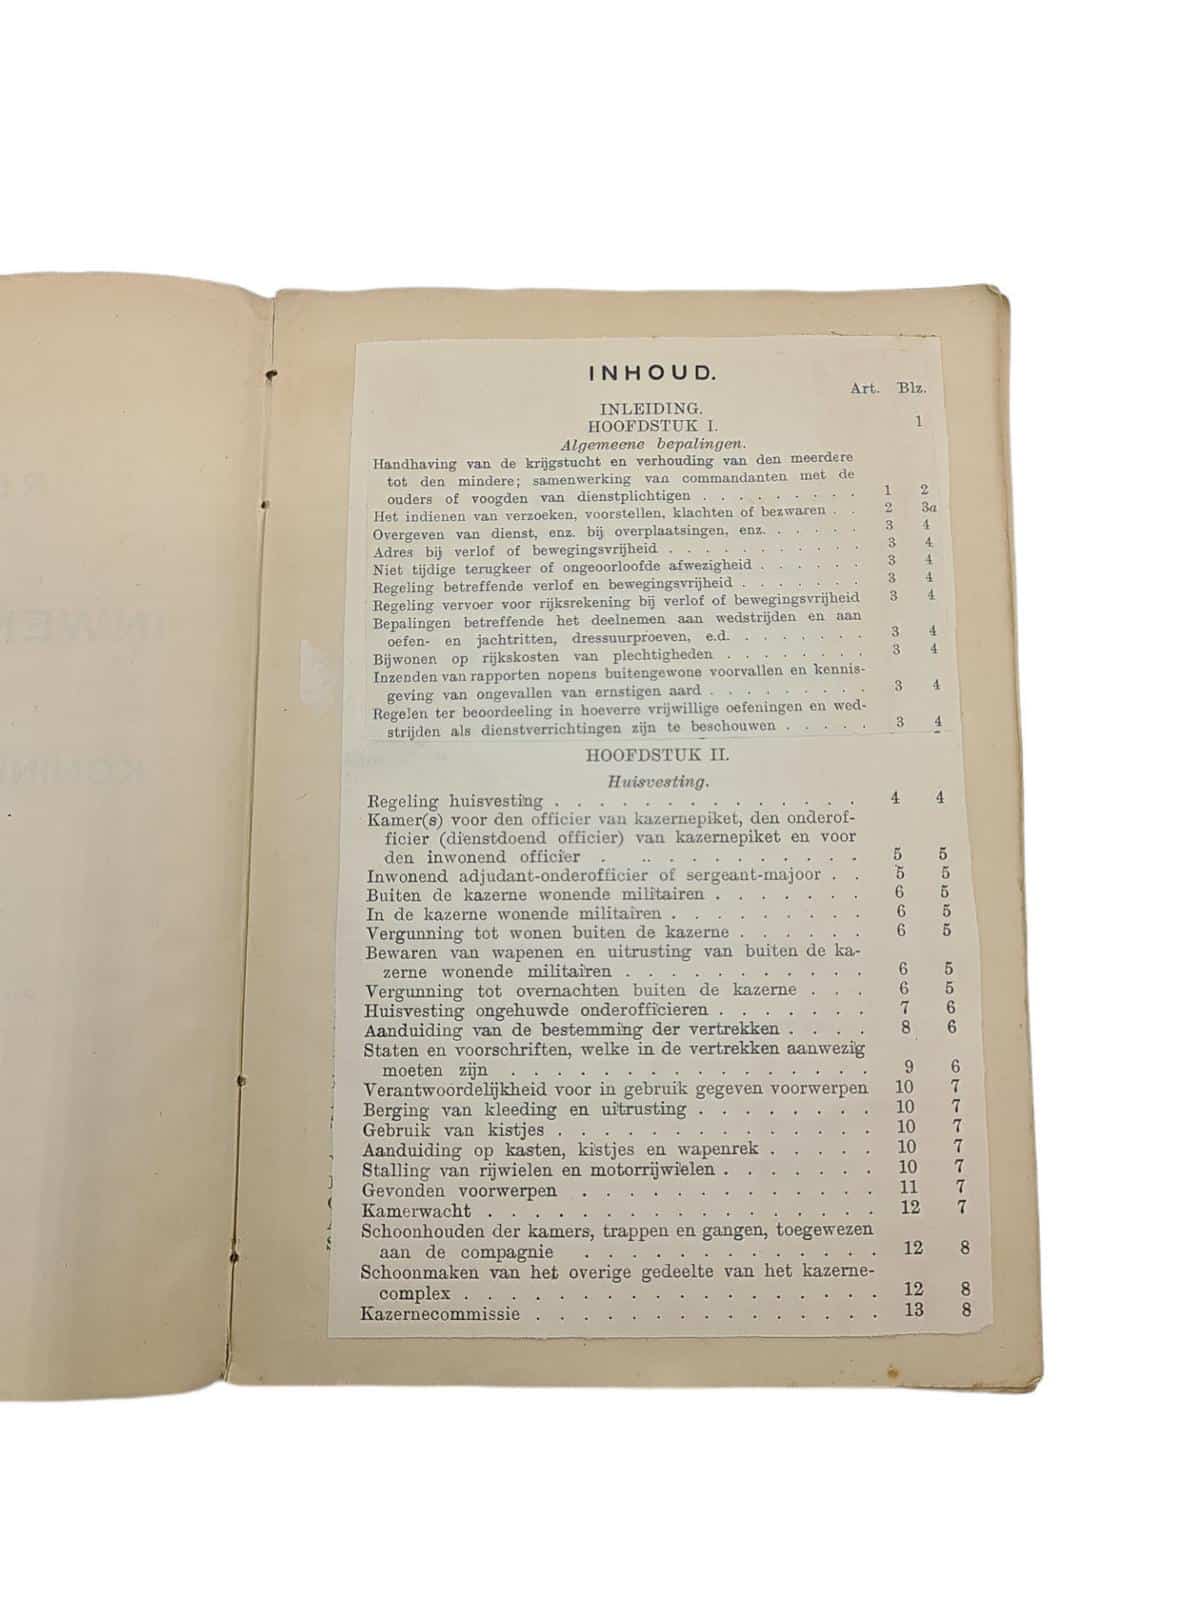 INHOUD.
Art. Blz.
INLEIDING.
HOOFDSTUK I. 1
Algemeene bepalingen.
Handhaving van de krijgstucht en verhouding van den meerdere
tot den mindere; samenwerking van commandanten met de
ouders of voogden van dienstplichtigen . . . . . . . . . 1 2
Het indienen van verzoeken, voorstellen, klachten of bezwaren . . 2 3a
Overgeven van dienst, enz. bij overplaatsingen, enz. . . . . . 3 4
Adres bij verlof of bewegingsvrijheid . . . . . . . . . . . 3 4
Niet tijdige terugkeer of ongeoorloofde afwezigheid . . . . . . 3 4
Regeling betreffende verlof en bewegingsvrijheid . . . . . . . 3 4
Regeling vervoer voor rijksrekening bij verlof of bewegingsvrijheid 3 4
Bepalingen betreffende het deelnemen aan wedstrijden en aan
oefen- en jachtritten, dressuurproeven, e.d. . . . . . . . 3 4
Bijwonen op rijkskosten van plechtigheden . . . . . . . . 3 4
Inzenden van rapporten nopens buitengewone voorvallen en kennis-
geving van ongevallen van ernstigen aard . . . . . . . . . 3 4
Regelen ter beoordeeling in hoeverre vrijwillige oefeningen en wed-
strijden als dienstverrichtingen zijn te beschouwen . . . . . 3 4
HOOFDSTUK II.
Huisvesting.
Regeling huisvesting . . . . . . . . . . . . . . 4 4
Kamer(s) voor den officier van kazernepiket, den onderof-
ficier (dienstdoend officier) van kazernepiket en voor
den inwonend officier . . . . . . . . . . . . 5 5
Inwonend adjudant-onderofficier of sergeant-majoor . . 5 5
Buiten de kazerne wonende militairen . . . . . . . 6 5
In de kazerne wonende militairen . . . . . . . . . 6 5
Vergunning tot wonen buiten de kazerne . . . . . . 6 5
Bewaren van wapenen en uitrusting van buiten de ka-
zerne wonende militairen . . . . . . . . . . . 6 5
Vergunning tot overnachten buiten de kazerne . . . 6 5
Huisvesting ongehuwde onderofficieren . . . . . . . 7 6
Aanduiding van de bestemming der vertrekken . . . . 8 6
Staten en voorschriften, welke in de vertrekken aanwezig
moeten zijn . . . . . . . . . . . . . . . . 9 6
Verantwoordelijkheid voor in gebruik gegeven voorwerpen 10 7
Berging van kleeding en uitrusting . . . . . . . . 10 7
Gebruik van kistjes . . . . . . . . . . . . . . 10 7
Aanduiding op kasten, kistjes en wapenrek . . . . . 10 7
Stalling van rijwielen en motorrijwielen . . . . . . . 10 7
Gevonden voorwerpen . . . . . . . . . . . . . 11 7
Kamerwacht . . . . . . . . . . . . . . . . . 12 7
Schoonhouden der kamers, trappen en gangen, toegewezen
aan de compagnie . . . . . . . . . . . . . 12 8
Schoonmaken van het overige gedeelte van het kazerne-
complex . . . . . . . . . . . . . . . . . . 12 8
Kazernecommissie . . . . . . . . . . . . . . . 13 8